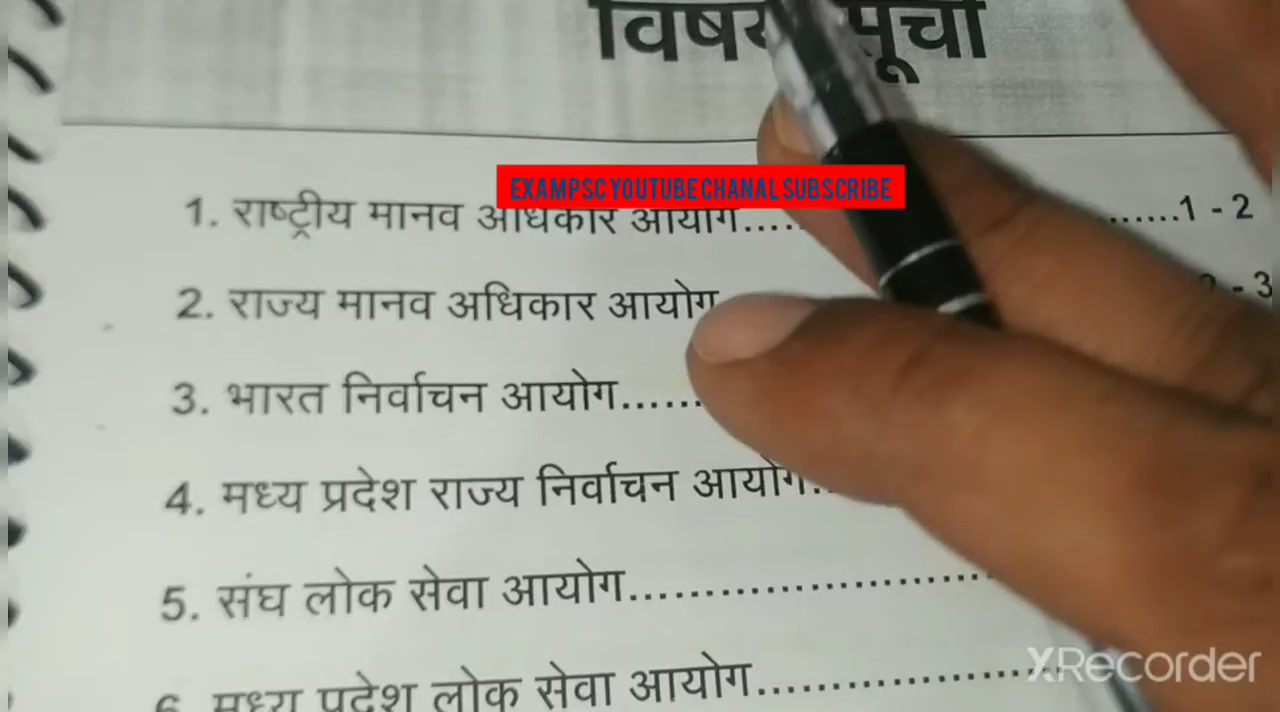 विषय सूची
EXAMPSC YOUTUBE CHANAL SUBSCRIBE
1. राष्ट्रीय मानव अधिकार आयोग..... ......1 - 2
2. राज्य मानव अधिकार आयोग - 3
3. भारत निर्वाचन आयोग......
4. मध्य प्रदेश राज्य निर्वाचन आयोग..
5. संघ लोक सेवा आयोग........................
6. मध्य प्रदेश लोक सेवा आयोग....................
XRecorder